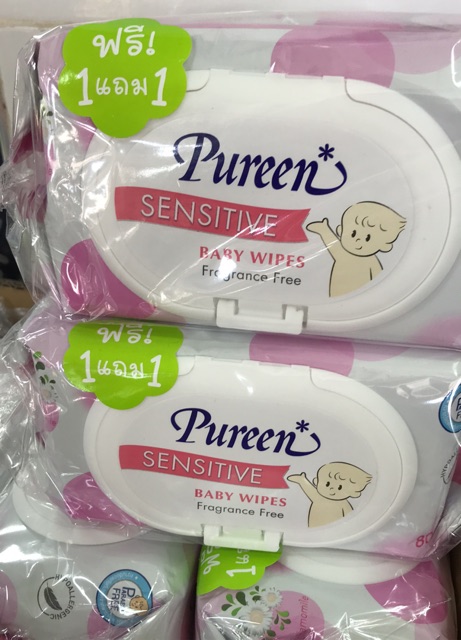 ฟรี!
1 แถม 1
Pureen*
SENSITIVE
BABY WIPES
Fragrance Free
ฟรี!
1 แถม 1
Pureen*
SENSITIVE
BABY WIPES
Fragrance Free
80